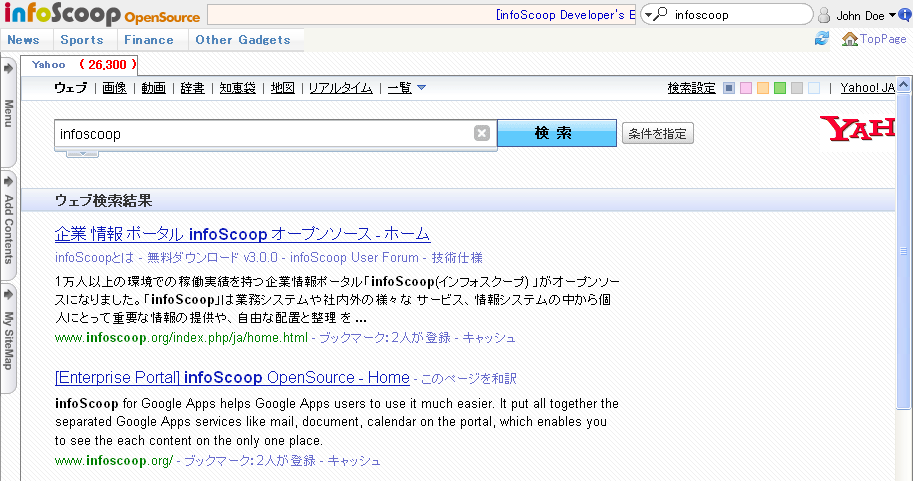 infoScoop OpenSource
[infoScoop Developer's B
infoscoop
John Doe
News Sports Finance Other Gadgets
TopPage
Yahoo ( 26,300 )
Menu
Add Contents
My SiteMap
ウェブ | 画像 | 動画 | 辞書 | 知恵袋 | 地図 | リアルタイム | 一覧
検索設定 | Yahoo! JA
infoscoop
検 索
条件を指定
YAH
ウェブ検索結果
企業 情報 ポータル infoScoop オープンソース - ホーム
infoScoopとは - 無料ダウンロード v3.0.0 - infoScoop User Forum - 技術仕様
1万人以上の環境での稼働実績を持つ企業情報ポータル「infoScoop(インフォスクープ) 」がオープンソー
スになりました。「infoScoop」は業務システムや社内外の様々な サービス、情報システムの中から個
人にとって重要な情報の提供や、自由な配置と整理 を ...
www.infoscoop.org/index.php/ja/home.html - ブックマーク: 2人が登録 - キャッシュ
[Enterprise Portal] infoScoop OpenSource - Home - このページを和訳
infoScoop for Google Apps helps Google Apps users to use it much easier. It put all together the
separated Google Apps services like mail, document, calendar on the portal, which enables you
to see the each content on the only one place.
www.infoscoop.org/ - ブックマーク: 2人が登録 - キャッシュ